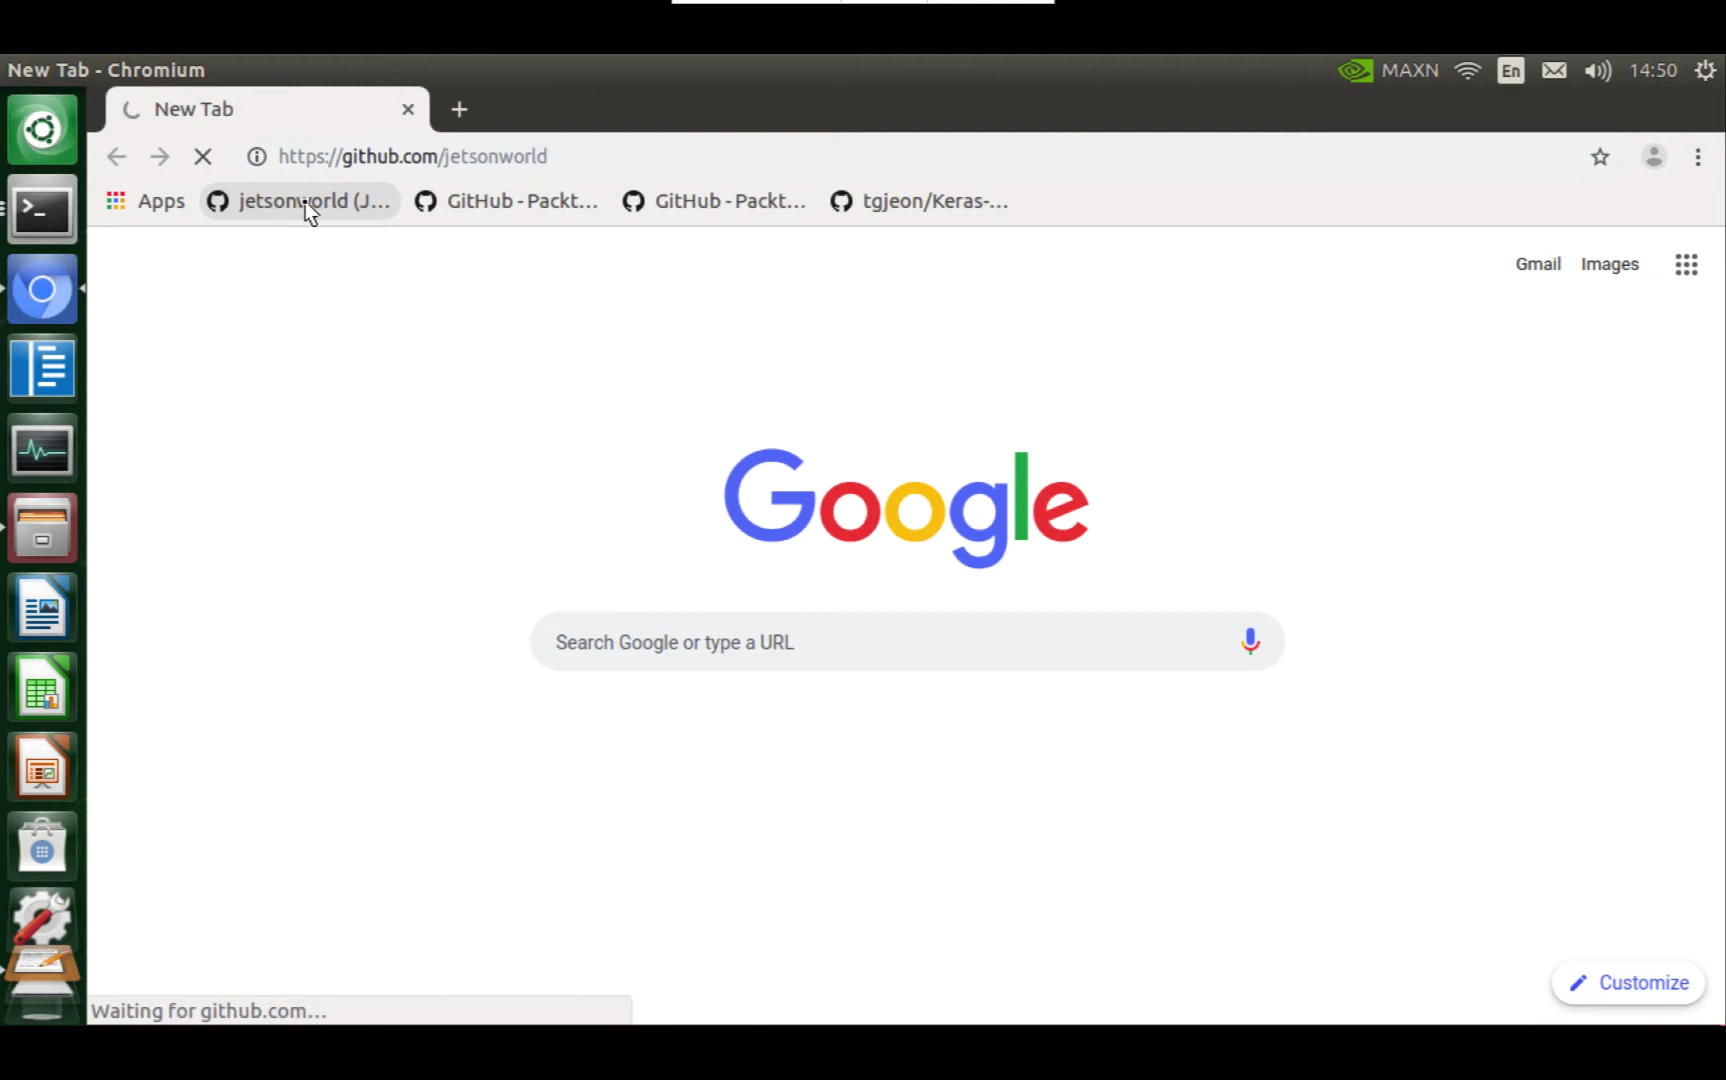 New Tab - Chromium
MAXN
En
14:50
New Tab
https://github.com/jetsonworld
Apps
jetsonworld (J...
GitHub - Packt...
GitHub - Packt...
tgjeon/Keras-...
Gmail
Images
Google
Search Google or type a URL
Customize
Waiting for github.com...